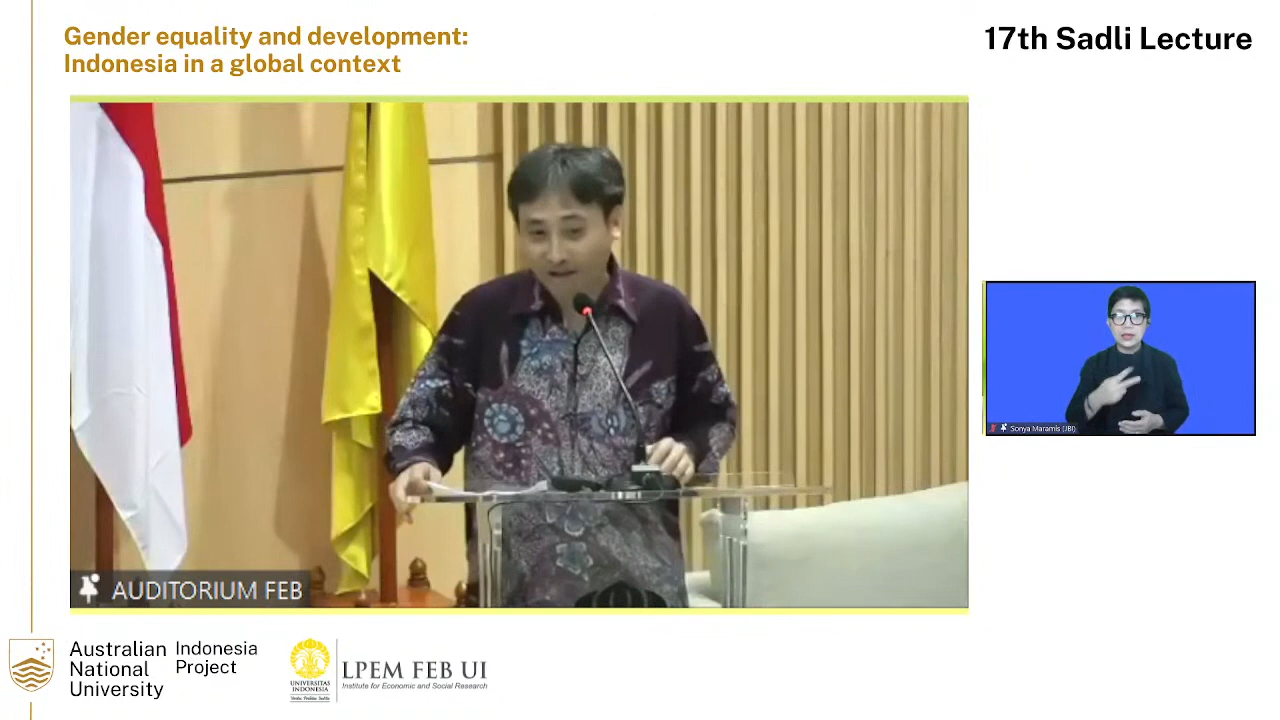 Gender equality and development:
Indonesia in a global context
17th Sadli Lecture
AUDITORIUM FEB
Sonya Maramis (JBI)
Australian
National
University
Indonesia
Project
UNIVERSITAS
INDONESIA
LPEM FEB UI
Institute for Economic and Social Research